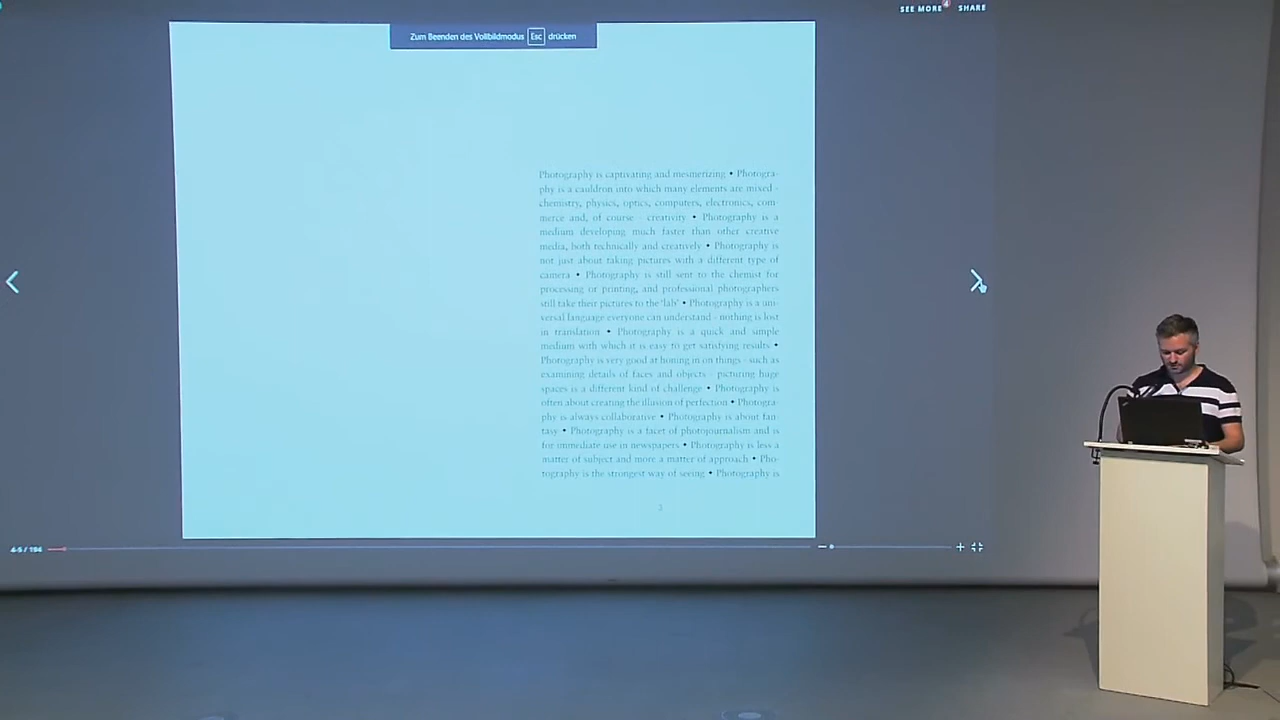 SEE MORE SHARE
Zum Beenden des Vollbildmodus Esc drücken
Photography is captivating and mesmerizing • Photogra-
phy is a cauldron into which many elements are mixed -
chemistry, physics, optics, computers, electronics, com-
merce and, of course - creativity • Photography is a
medium developing much faster than other creative
media, both technically and creatively • Photography is
not just about taking pictures with a different type of
camera • Photography is still sent to the chemist for
processing or printing, and professional photographers
still take their pictures to the 'lab' • Photography is a uni-
versal language everyone can understand - nothing is lost
in translation • Photography is a quick and simple
medium with which it is easy to get satisfying results •
Photography is very good at honing in on things - such as
examining details of faces and objects - picturing huge
spaces is a different kind of challenge • Photography is
often about creating the illusion of perfection • Photogra-
phy is always collaborative • Photography is about fan-
tasy • Photography is a facet of photojournalism and is
for immediate use in newspapers • Photography is less a
matter of subject and more a matter of approach • Pho-
tography is the strongest way of seeing • Photography is
3
4-5 / 194